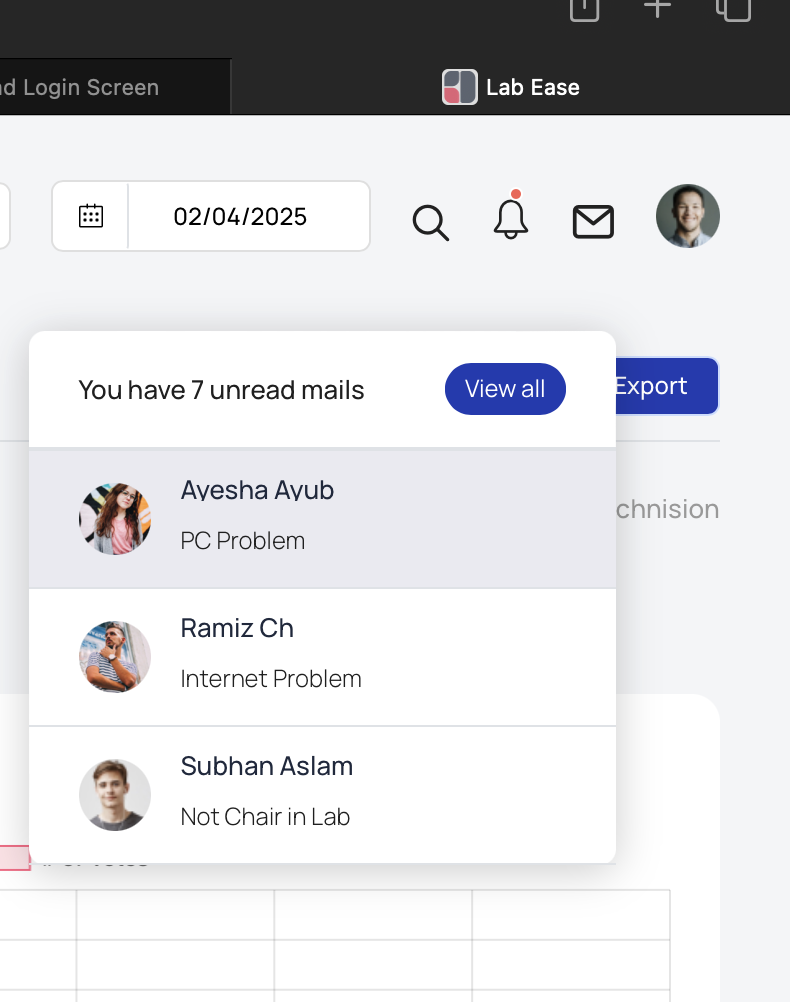 Login Screen
Lab Ease
02/04/2025
You have 7 unread mails
View all
Export
Ayesha Ayub
PC Problem
chnision
Ramiz Ch
Internet Problem
Subhan Aslam
Not Chair in Lab